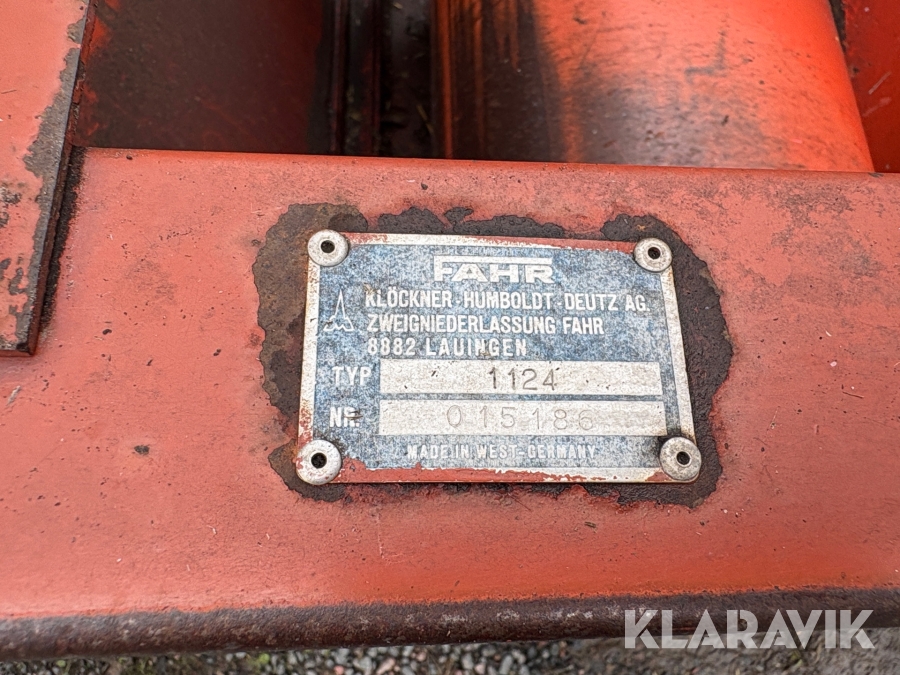 FAHR
KLÖCKNER-HUMBOLDT DEUTZ AG.
ZWEIGNIEDERLASSUNG FAHR
8882 LAUINGEN
TYP 1124
NR. 015186
MADE IN WEST-GERMANY
KLARAVIK